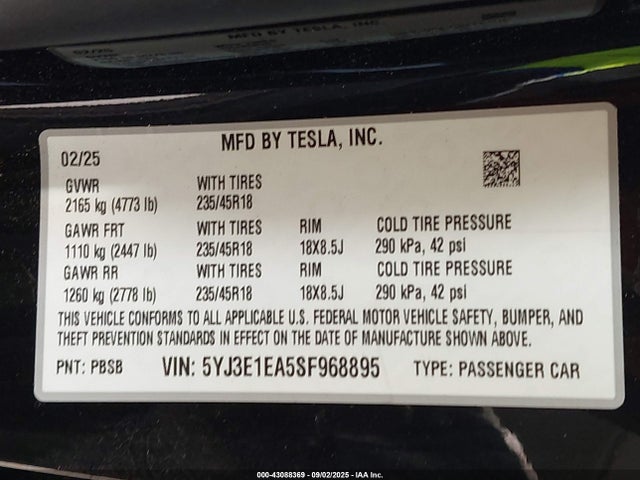 MFD BY TESLA, INC.
02/25
GVWR WITH TIRES
2165 kg (4773 lb) 235/45R18
GAWR FRT WITH TIRES RIM COLD TIRE PRESSURE
1110 kg (2447 lb) 235/45R18 18X8.5J 290 kPa, 42 psi
GAWR RR WITH TIRES RIM COLD TIRE PRESSURE
1260 kg (2778 lb) 235/45R18 18X8.5J 290 kPa, 42 psi
THIS VEHICLE CONFORMS TO ALL APPLICABLE U.S. FEDERAL MOTOR VEHICLE SAFETY, BUMPER, AND
THEFT PREVENTION STANDARDS IN EFFECT ON THE DATE OF MANUFACTURE SHOWN ABOVE.
PNT: PBSB VIN: 5YJ3E1EA5SF968895 TYPE: PASSENGER CAR
000-43088369 - 09/02/2025 - IAA Inc.